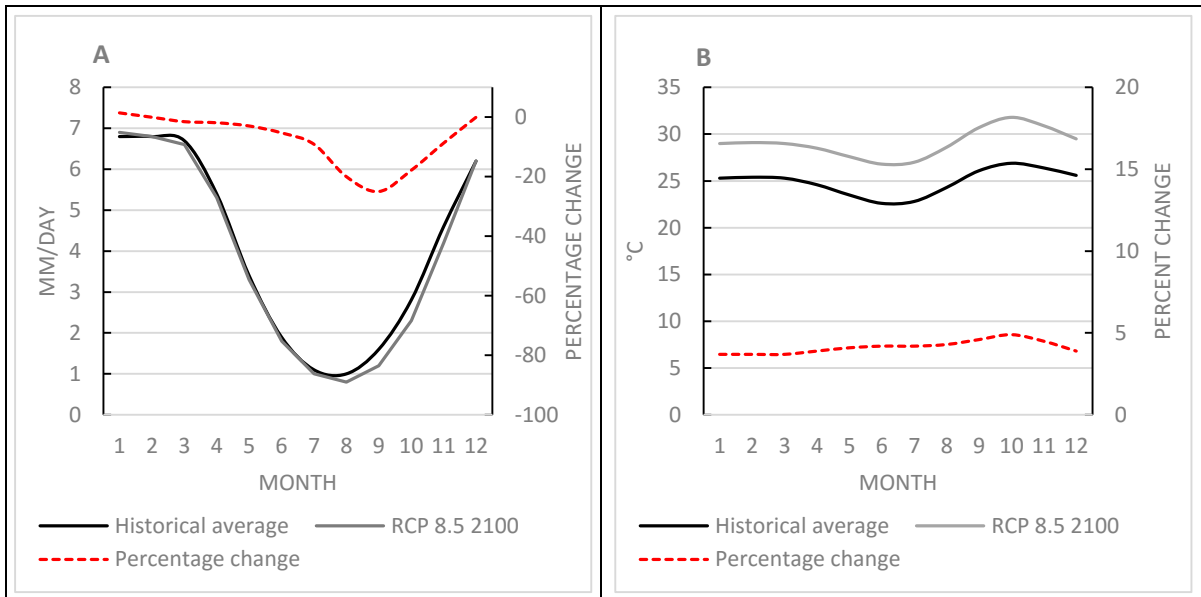 A
8
7
6
5
4
3
2
1
0
MM/DAY
0
-20
-40
-60
-80
-100
PERCENTAGE CHANGE
1 2 3 4 5 6 7 8 9 10 11 12
MONTH
Historical average RCP 8.5 2100
Percentage change
B
35
30
25
20
15
10
5
0
°C
20
15
10
5
0
PERCENT CHANGE
1 2 3 4 5 6 7 8 9 10 11 12
MONTH
Historical average RCP 8.5 2100
Percentage change